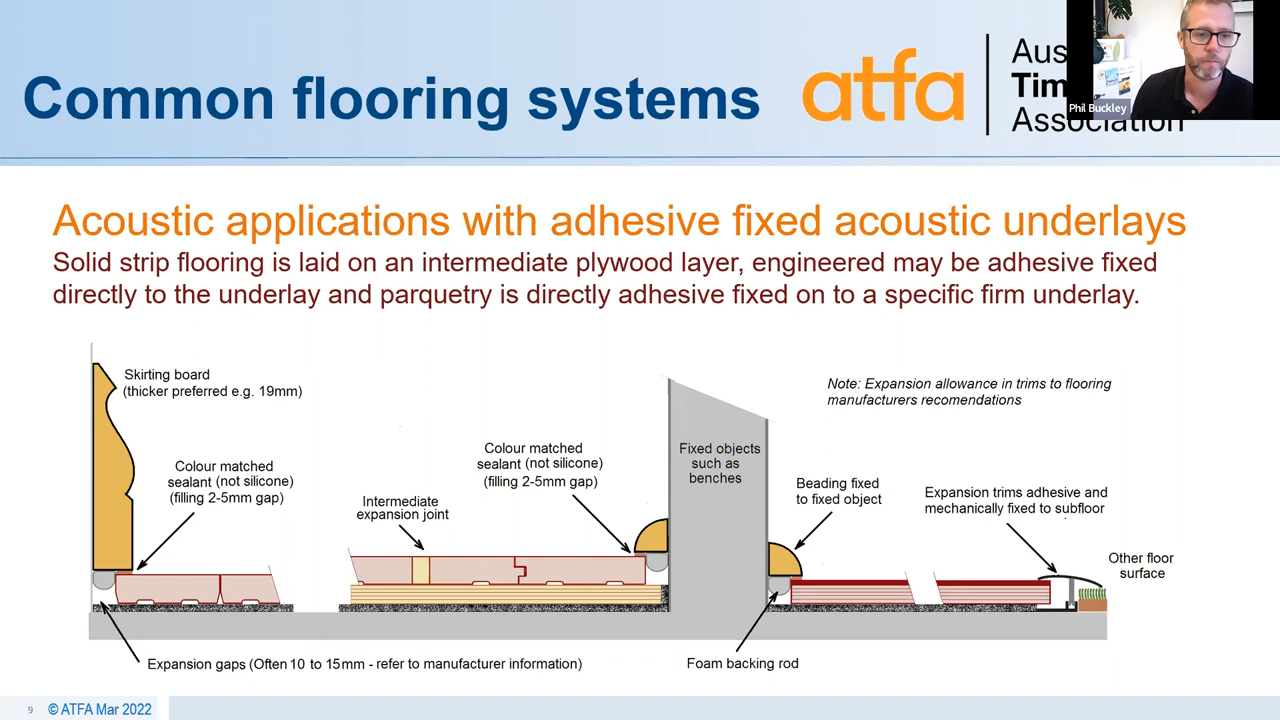 Common flooring systems
atfa
Aus
Tim
Association
Phil Buckley
Acoustic applications with adhesive fixed acoustic underlays
Solid strip flooring is laid on an intermediate plywood layer, engineered may be adhesive fixed
directly to the underlay and parquetry is directly adhesive fixed on to a specific firm underlay.
Skirting board
(thicker preferred e.g. 19mm)
Colour matched
sealant (not silicone)
(filling 2-5mm gap)
Intermediate
expansion joint
Colour matched
sealant (not silicone)
(filling 2-5mm gap)
Fixed objects
such as
benches
Note: Expansion allowance in trims to flooring
manufacturers recomendations
Beading fixed
to fixed object
Expansion trims adhesive and
mechanically fixed to subfloor
Other floor
surface
Expansion gaps (Often 10 to 15mm - refer to manufacturer information)
Foam backing rod
9
© ATFA Mar 2022